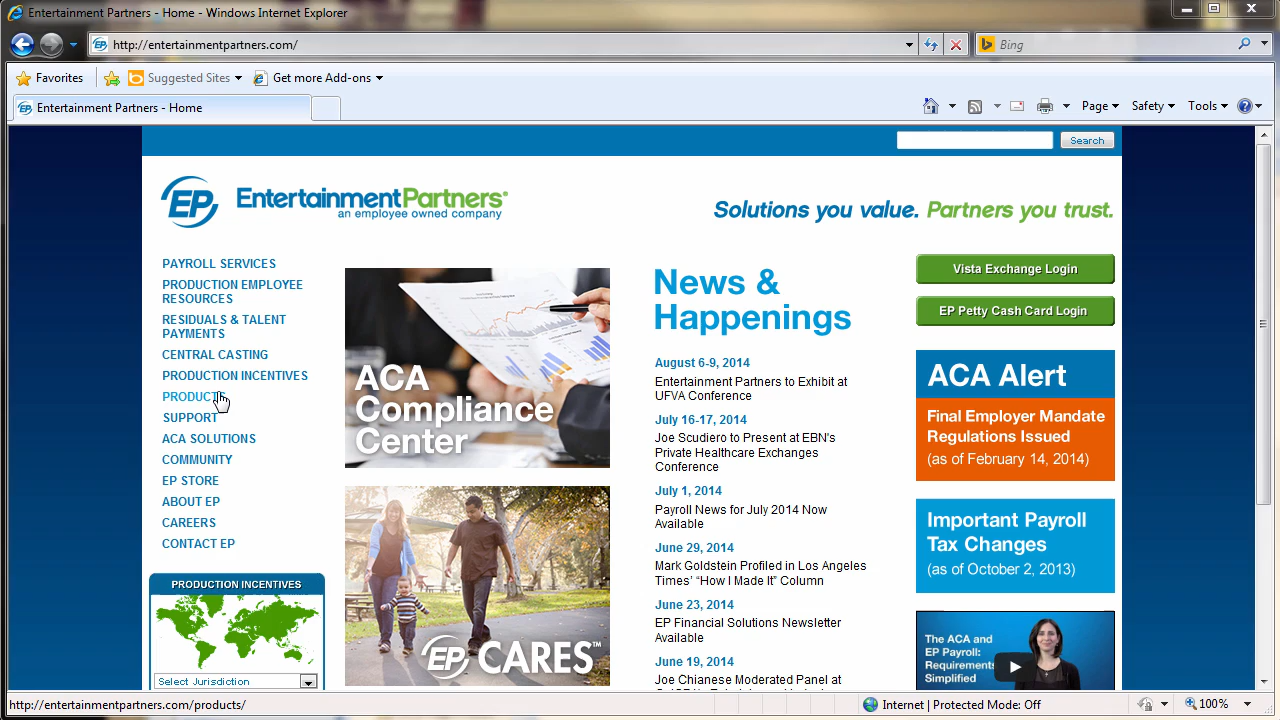 Entertainment Partners - Home - Windows Internet Explorer
http://entertainmentpartners.com/
Bing
Favorites
Suggested Sites
Get more Add-ons
Entertainment Partners - Home
Page
Safety
Tools
Search
EP
EntertainmentPartners®
an employee owned company
Solutions you value. Partners you trust.
PAYROLL SERVICES
PRODUCTION EMPLOYEE
RESOURCES
RESIDUALS & TALENT
PAYMENTS
CENTRAL CASTING
PRODUCTION INCENTIVES
PRODUCTS
SUPPORT
ACA SOLUTIONS
COMMUNITY
EP STORE
ABOUT EP
CAREERS
CONTACT EP
PRODUCTION INCENTIVES
Select Jurisdiction
ACA
Compliance
Center
EP CARES™
News &
Happenings
August 6-9, 2014
Entertainment Partners to Exhibit at
UFVA Conference
July 16-17, 2014
Joe Scudiero to Present at EBN's
Private Healthcare Exchanges
Conference
July 1, 2014
Payroll News for July 2014 Now
Available
June 29, 2014
Mark Goldstein Profiled in Los Angeles
Times' “How I Made It” Column
June 23, 2014
EP Financial Solutions Newsletter
Available
June 19, 2014
Joe Chianese Moderated Panel at
Vista Exchange Login
EP Petty Cash Card Login
ACA Alert
Final Employer Mandate
Regulations Issued
(as of February 14, 2014)
Important Payroll
Tax Changes
(as of October 2, 2013)
The ACA and
EP Payroll:
Requirements
Simplified
http://entertainmentpartners.com/products/
Internet | Protected Mode: Off
100%